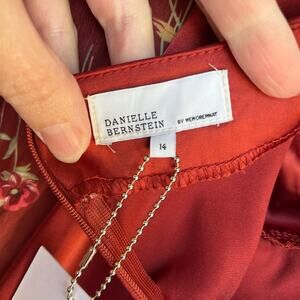 DANIELLE
BERNSTEIN
BY WEWOREWHAT
14